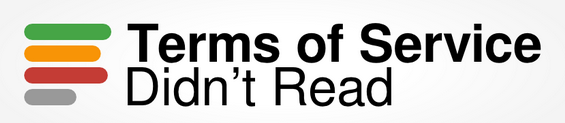 Terms of Service
Didn’t Read